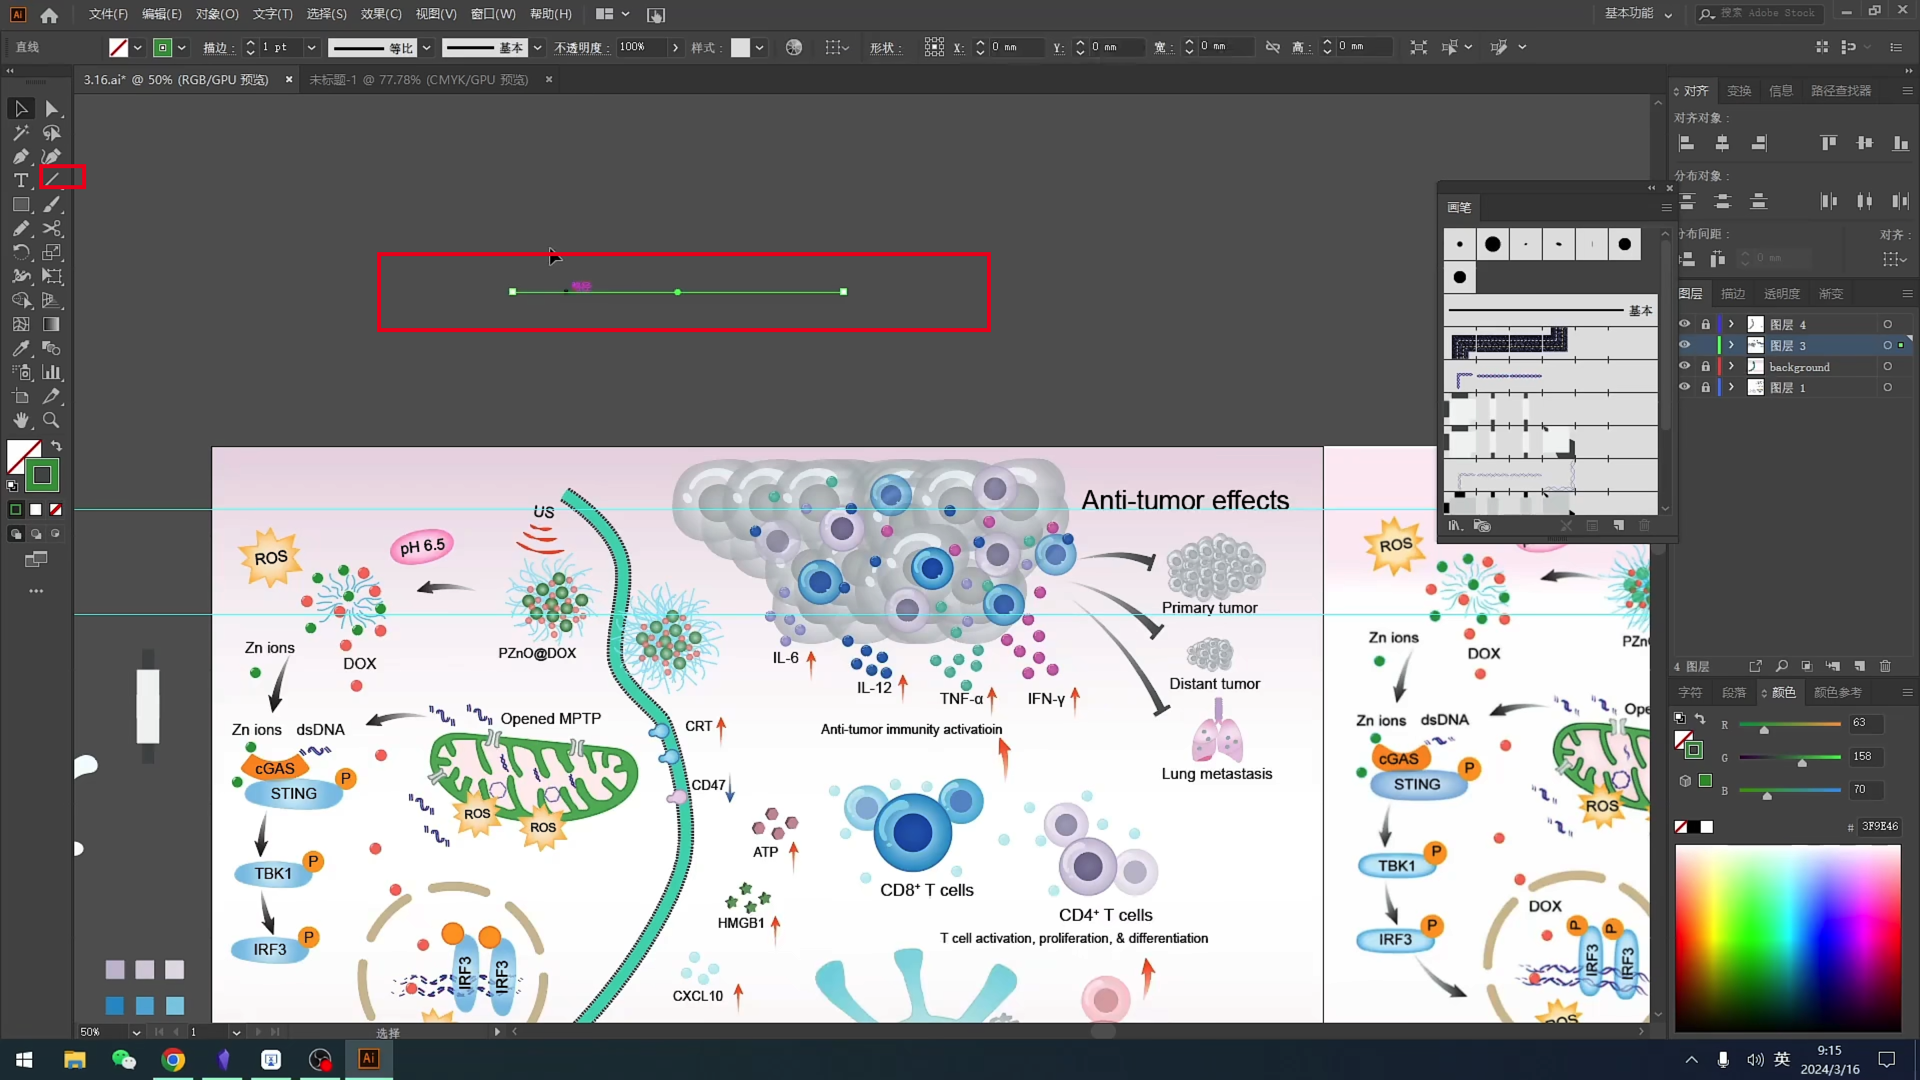 Ai 文件(F) 编辑(E) 对象(O) 文字(T) 选择(S) 效果(C) 视图(V) 窗口(W) 帮助(H) 基本功能 搜索 Adobe Stock
直线 描边: 1 pt 等比 基本 不透明度: 100% 样式: 形状: X: 0 mm Y: 0 mm 宽: 0 mm 高: 0 mm
3.16.ai* @ 50% (RGB/GPU 预览) × 未标题-1 @ 77.78% (CMYK/GPU 预览) ×
对齐 变换 信息 路径查找器
对齐对象:
分布对象:
分布间距: 对齐:
0 mm
画笔
基本
图层 描边 透明度 渐变
图层 4
图层 3
background
图层 1
4 图层
字符 段落 颜色 颜色参考
R 63
G 158
B 70
# 3F9E46
Anti-tumor effects
US
ROS
pH 6.5
Zn ions
DOX
PZnO@DOX
Primary tumor
IL-6
IL-12
TNF-α
IFN-γ
Distant tumor
Zn ions dsDNA
Opened MPTP
CRT
Anti-tumor immunity activatioin
Lung metastasis
cGAS
P
STING
ROS
ROS
CD47
ATP
TBK1
P
CD8⁺ T cells
HMGB1
CD4⁺ T cells
IRF3
P
T cell activation, proliferation, & differentiation
IRF3
IRF3
CXCL10
ROS
Zn ions
DOX
Zn ions dsDNA
cGAS
P
STING
ROS
TBK1
P
DOX
IRF3
P
P
P
IRF3
IRF3
50% 1 选择
英
9:15
2024/3/16